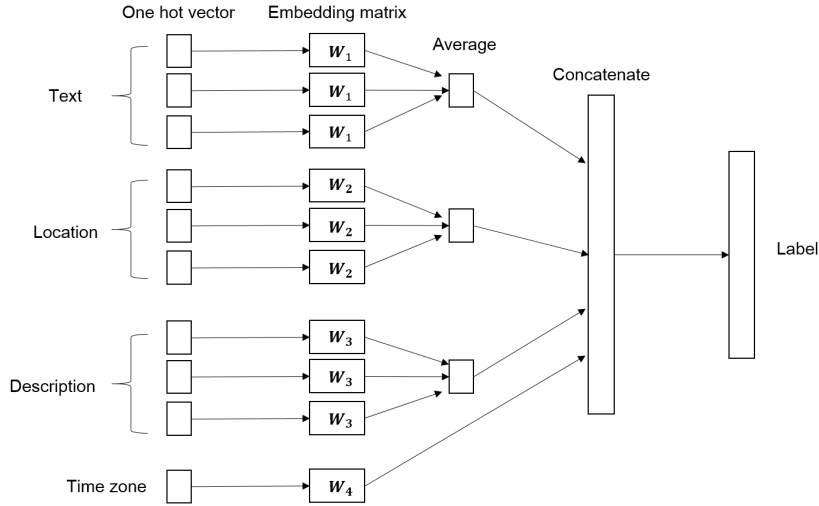 One hot vector
Embedding matrix
Average
Concatenate
Text
W₁
W₁
W₁
Location
W₂
W₂
W₂
Label
Description
W₃
W₃
W₃
Time zone
W₄